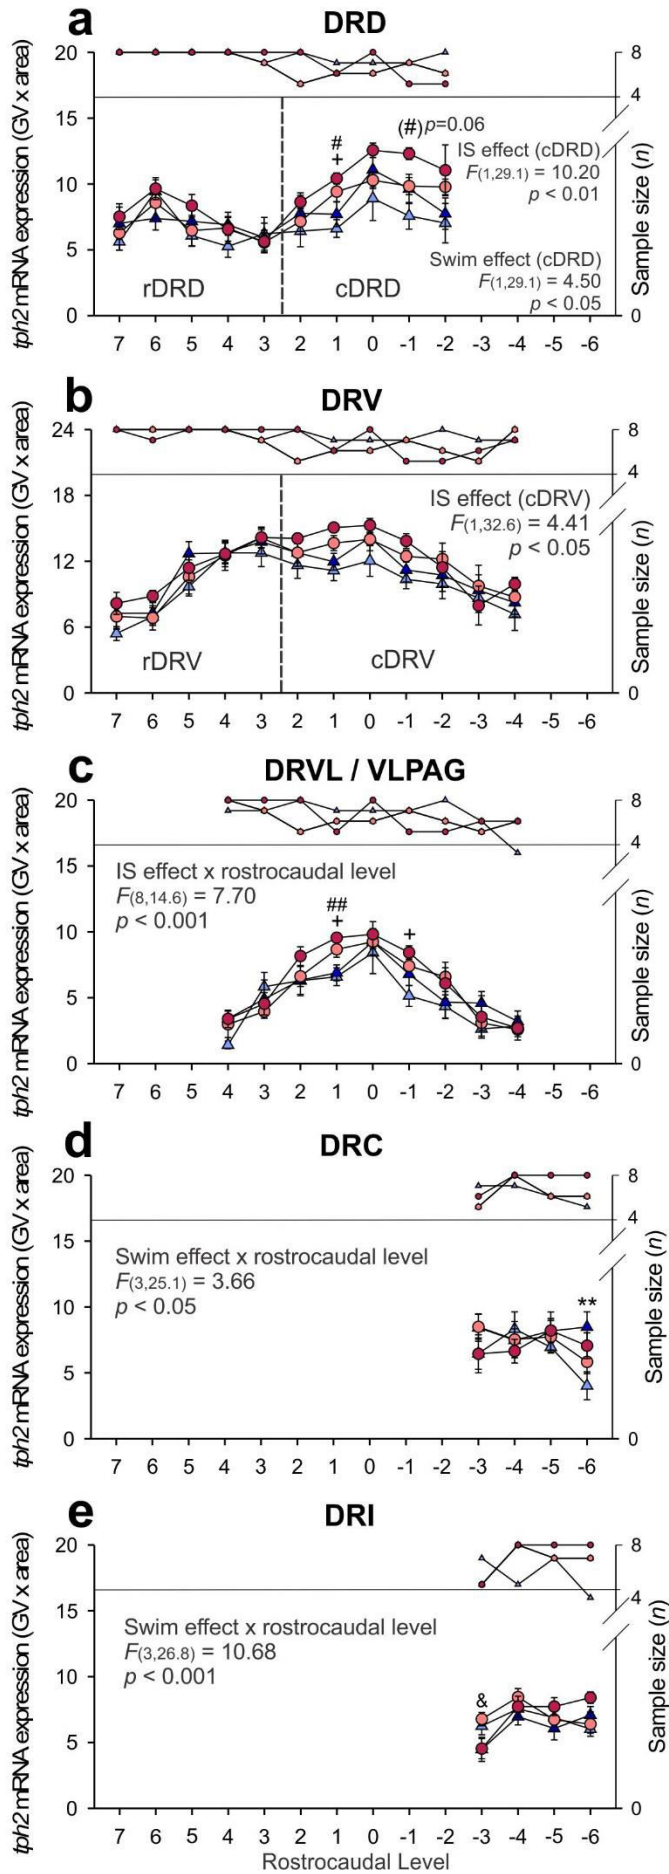 a
DRD
tph2 mRNA expression (GV x area)
20
15
10
5
0
8
4
0
Sample size (n)
#
+
(#) p=0.06
IS effect (cDRD)
F(1,29.1) = 10.20
p < 0.01
Swim effect (cDRD)
F(1,29.1) = 4.50
p < 0.05
rDRD
cDRD
7 6 5 4 3 2 1 0 -1 -2 -3 -4 -5 -6
b
DRV
tph2 mRNA expression (GV x area)
24
18
12
6
0
8
4
0
Sample size (n)
IS effect (cDRV)
F(1,32.6) = 4.41
p < 0.05
rDRV
cDRV
7 6 5 4 3 2 1 0 -1 -2 -3 -4 -5 -6
c
DRVL / VLPAG
tph2 mRNA expression (GV x area)
20
15
10
5
0
8
4
0
Sample size (n)
IS effect x rostrocaudal level
F(8,14.6) = 7.70
p < 0.001
##
+
+
7 6 5 4 3 2 1 0 -1 -2 -3 -4 -5 -6
d
DRC
tph2 mRNA expression (GV x area)
20
15
10
5
0
8
4
0
Sample size (n)
Swim effect x rostrocaudal level
F(3,25.1) = 3.66
p < 0.05
**
7 6 5 4 3 2 1 0 -1 -2 -3 -4 -5 -6
e
DRI
tph2 mRNA expression (GV x area)
20
15
10
5
0
8
4
0
Sample size (n)
Swim effect x rostrocaudal level
F(3,26.8) = 10.68
p < 0.001
&
7 6 5 4 3 2 1 0 -1 -2 -3 -4 -5 -6
Rostrocaudal Level